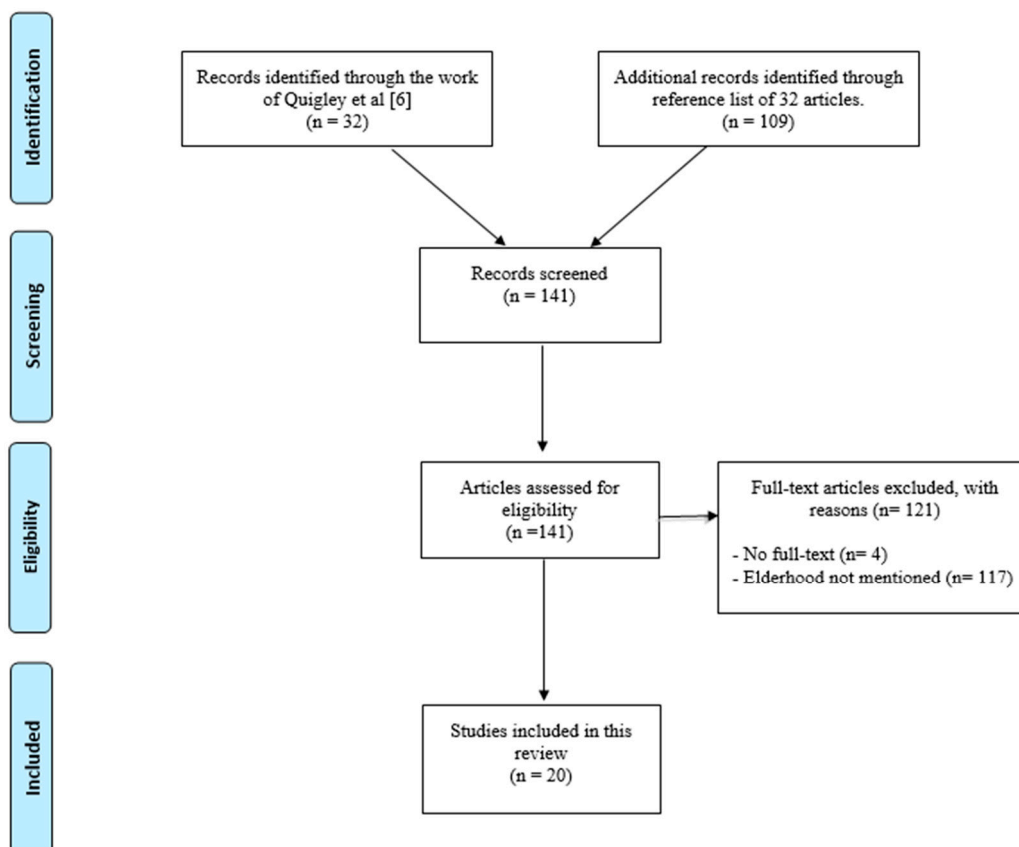 Identification
Records identified through the work
of Quigley et al [6]
(n = 32)
Additional records identified through
reference list of 32 articles.
(n = 109)
Screening
Records screened
(n = 141)
Eligibility
Articles assessed for
eligibility
(n =141)
Full-text articles excluded, with
reasons (n= 121)
- No full-text (n= 4)
- Elderhood not mentioned (n= 117)
Included
Studies included in this
review
(n = 20)